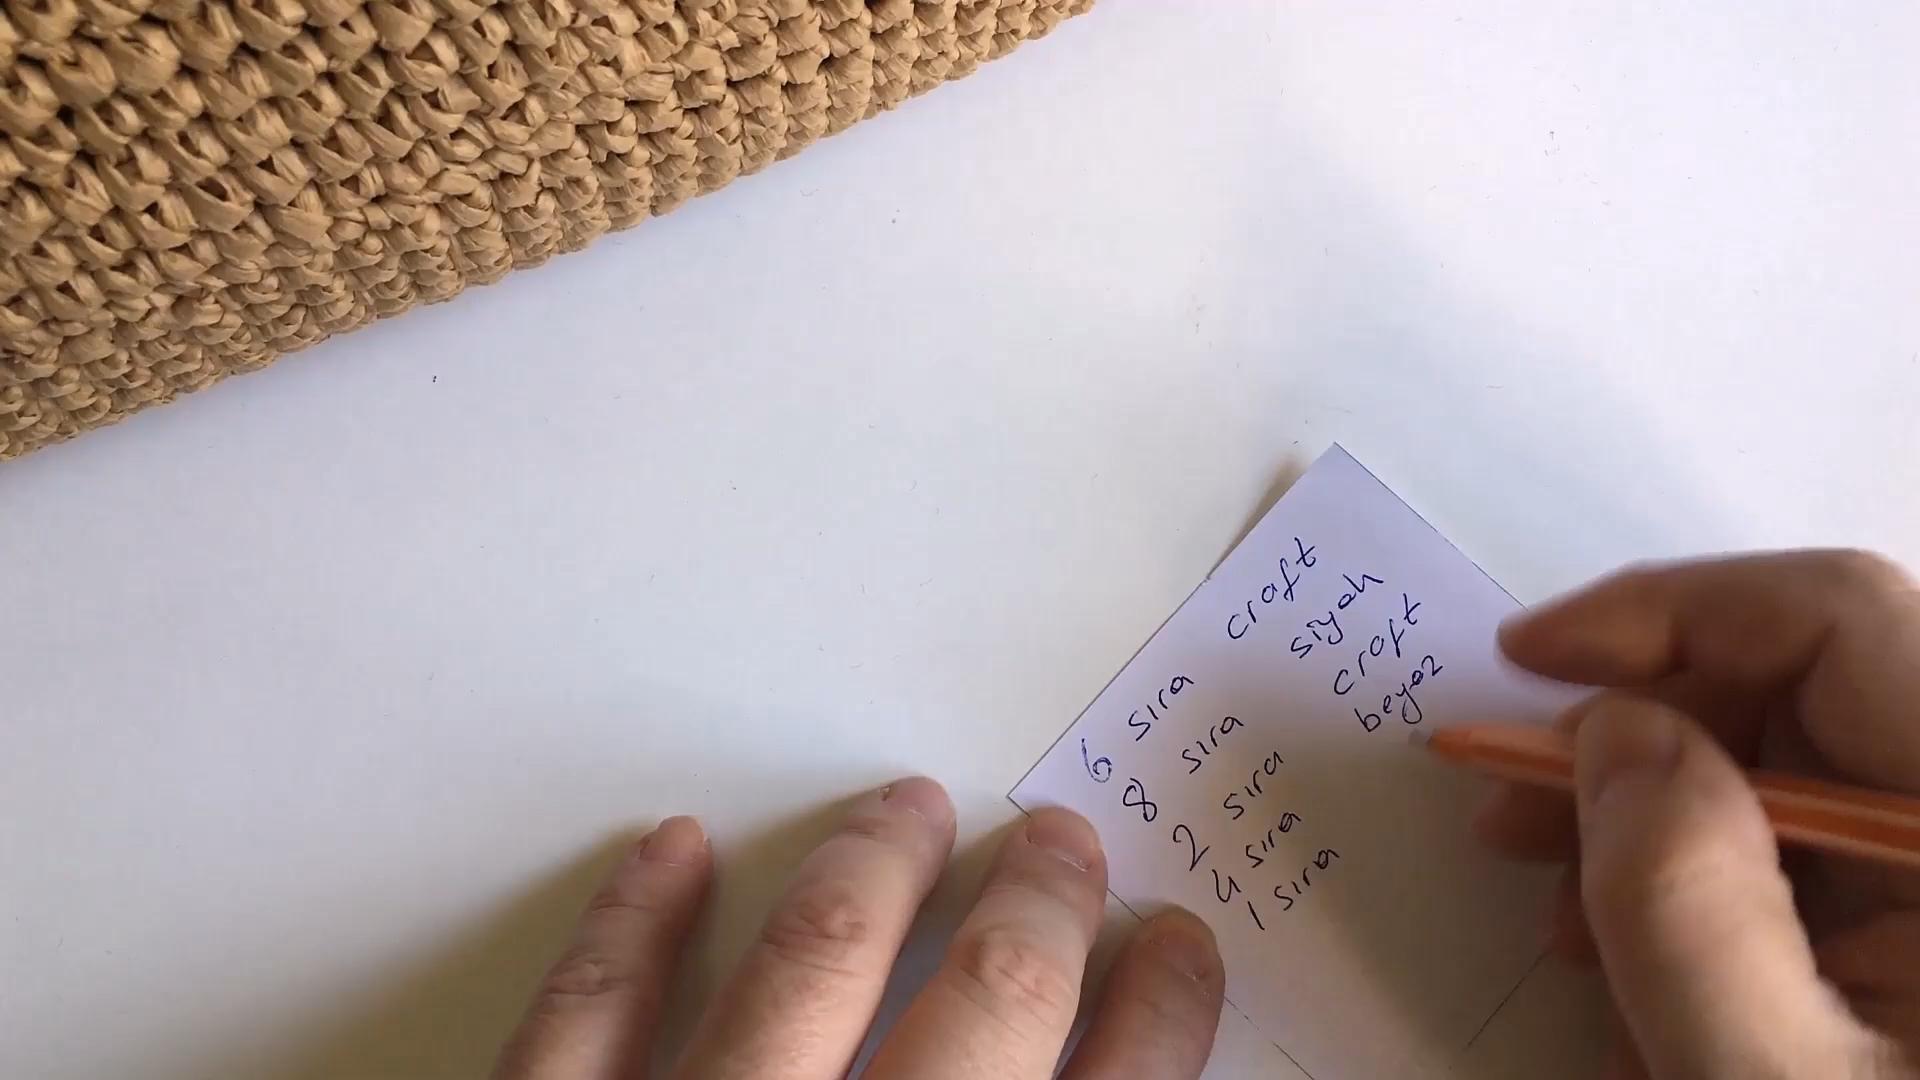 6 sıra craft
8 sıra siyah
2 sıra craft
4 sıra beyaz
1 sıra